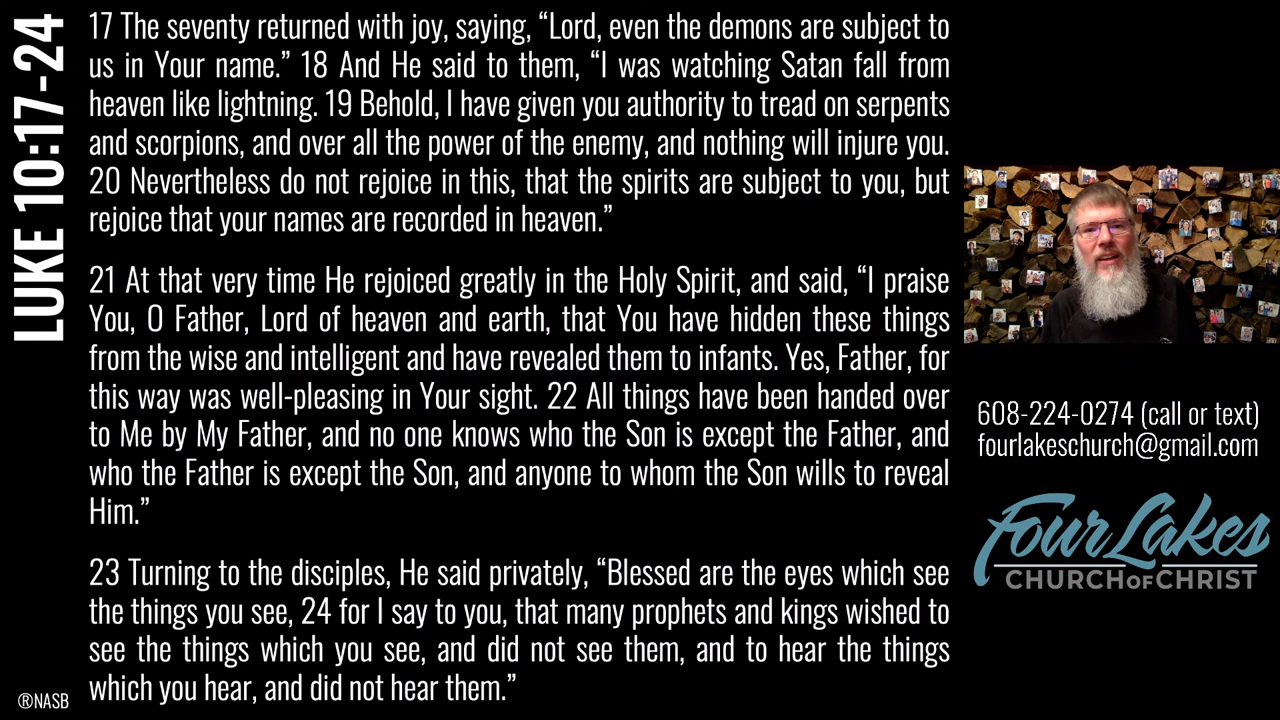 LUKE 10:17-24
17 The seventy returned with joy, saying, “Lord, even the demons are subject to
us in Your name.” 18 And He said to them, “I was watching Satan fall from
heaven like lightning. 19 Behold, I have given you authority to tread on serpents
and scorpions, and over all the power of the enemy, and nothing will injure you.
20 Nevertheless do not rejoice in this, that the spirits are subject to you, but
rejoice that your names are recorded in heaven.”
21 At that very time He rejoiced greatly in the Holy Spirit, and said, “I praise
You, O Father, Lord of heaven and earth, that You have hidden these things
from the wise and intelligent and have revealed them to infants. Yes, Father, for
this way was well-pleasing in Your sight. 22 All things have been handed over
to Me by My Father, and no one knows who the Son is except the Father, and
who the Father is except the Son, and anyone to whom the Son wills to reveal
Him.”
23 Turning to the disciples, He said privately, “Blessed are the eyes which see
the things you see, 24 for I say to you, that many prophets and kings wished to
see the things which you see, and did not see them, and to hear the things
which you hear, and did not hear them.”
®NASB
608-224-0274 (call or text)
fourlakeschurch@gmail.com
Four Lakes
CHURCH OF CHRIST